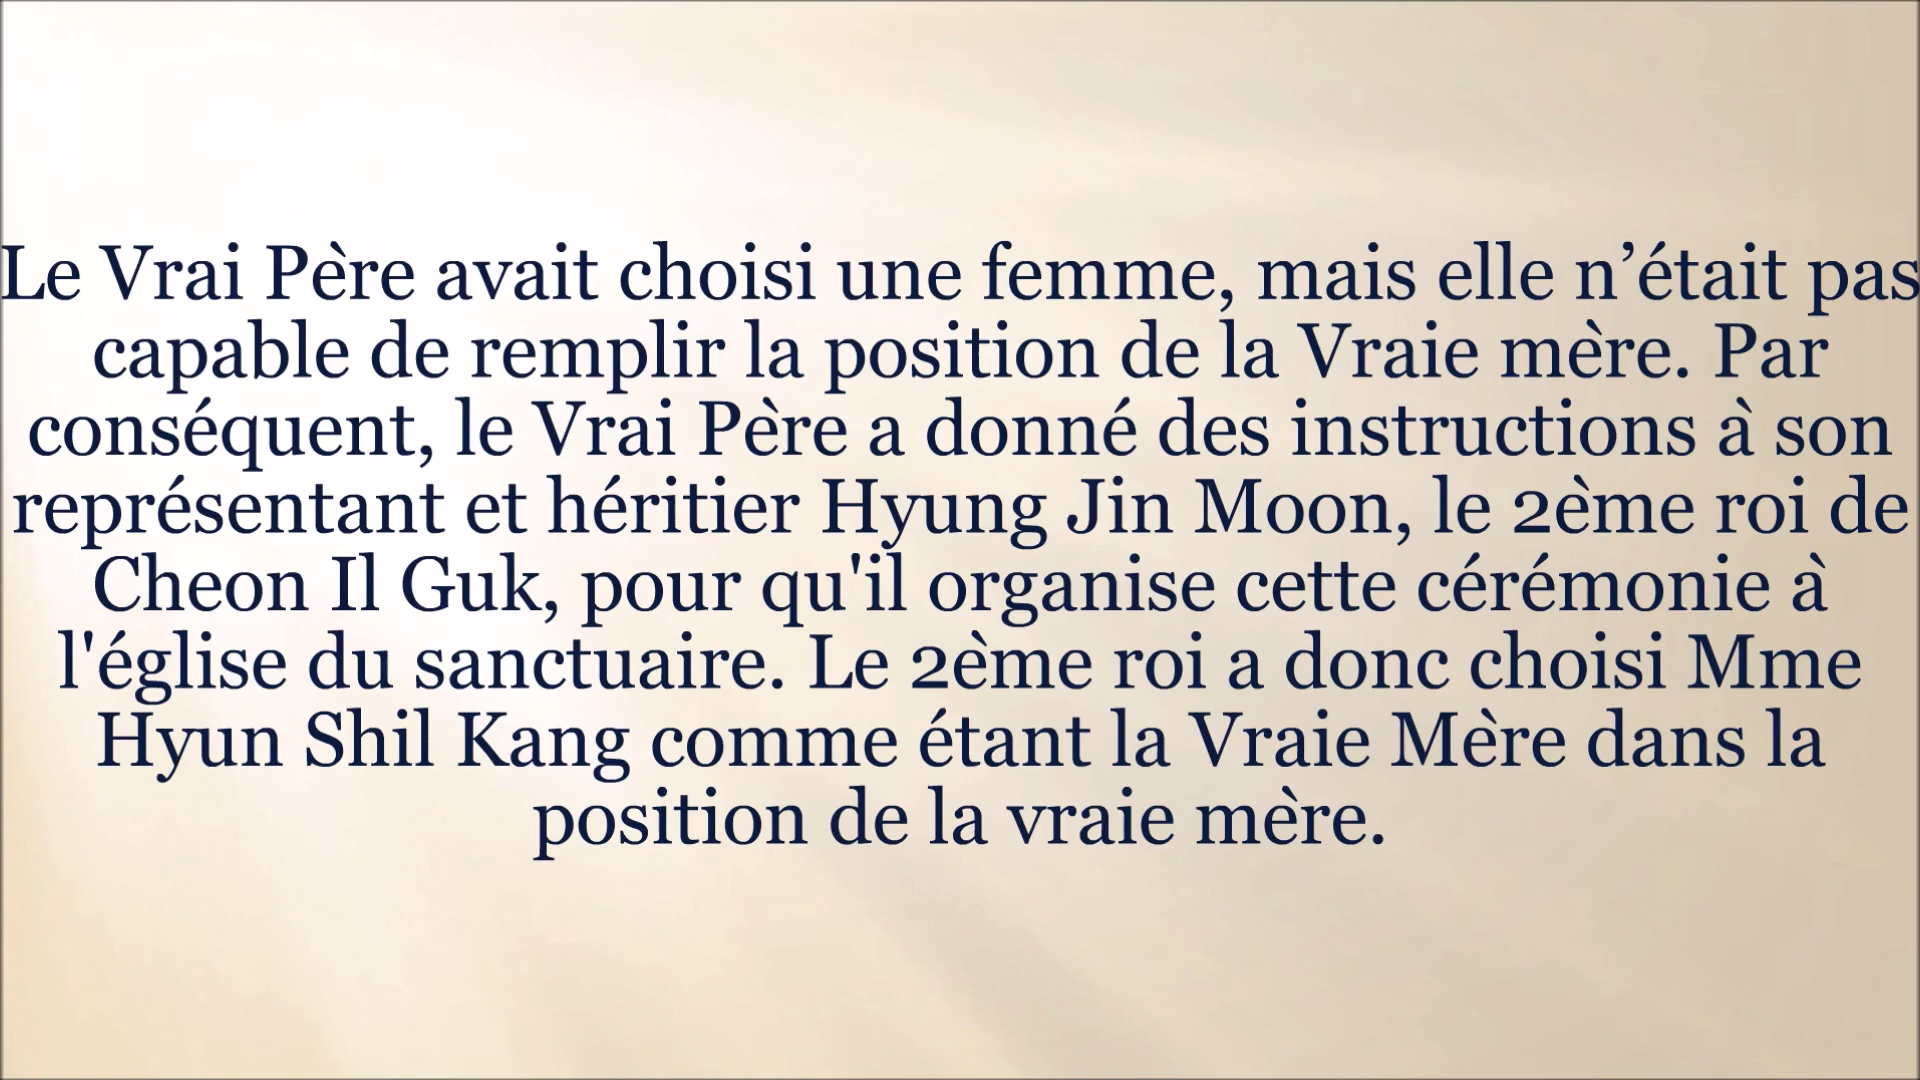 Le Vrai Père avait choisi une femme, mais elle n’était pas
capable de remplir la position de la Vraie mère. Par
conséquent, le Vrai Père a donné des instructions à son
représentant et héritier Hyung Jin Moon, le 2ème roi de
Cheon Il Guk, pour qu'il organise cette cérémonie à
l'église du sanctuaire. Le 2ème roi a donc choisi Mme
Hyun Shil Kang comme étant la Vraie Mère dans la
position de la vraie mère.